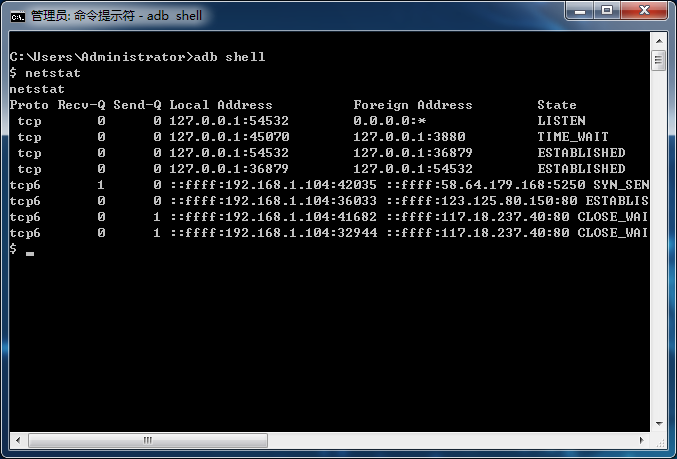 管理员: 命令提示符 - adb shell
C:\Users\Administrator>adb shell
$ netstat
netstat
Proto Recv-Q Send-Q Local Address          Foreign Address        State
 tcp       0      0 127.0.0.1:54532        0.0.0.0:*              LISTEN
 tcp       0      0 127.0.0.1:45070        127.0.0.1:3880         TIME_WAIT
 tcp       0      0 127.0.0.1:54532        127.0.0.1:36879        ESTABLISHED
 tcp       0      0 127.0.0.1:36879        127.0.0.1:54532        ESTABLISHED
tcp6       1      0 ::ffff:192.168.1.104:42035 ::ffff:58.64.179.168:5250 SYN_SEN
tcp6       0      0 ::ffff:192.168.1.104:36033 ::ffff:123.125.80.150:80 ESTABLIS
tcp6       0      1 ::ffff:192.168.1.104:41682 ::ffff:117.18.237.40:80 CLOSE_WAI
tcp6       0      1 ::ffff:192.168.1.104:32944 ::ffff:117.18.237.40:80 CLOSE_WAI
$ _